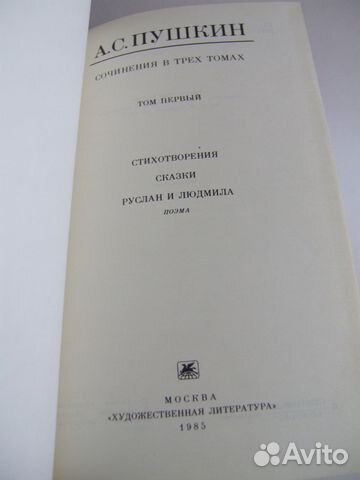 А.С.ПУШКИН
СОЧИНЕНИЯ В ТРЕХ ТОМАХ
ТОМ ПЕРВЫЙ
СТИХОТВОРЕНИЯ
СКАЗКИ
РУСЛАН И ЛЮДМИЛА
ПОЭМА
МОСКВА
«ХУДОЖЕСТВЕННАЯ ЛИТЕРАТУРА»
1985
Avito